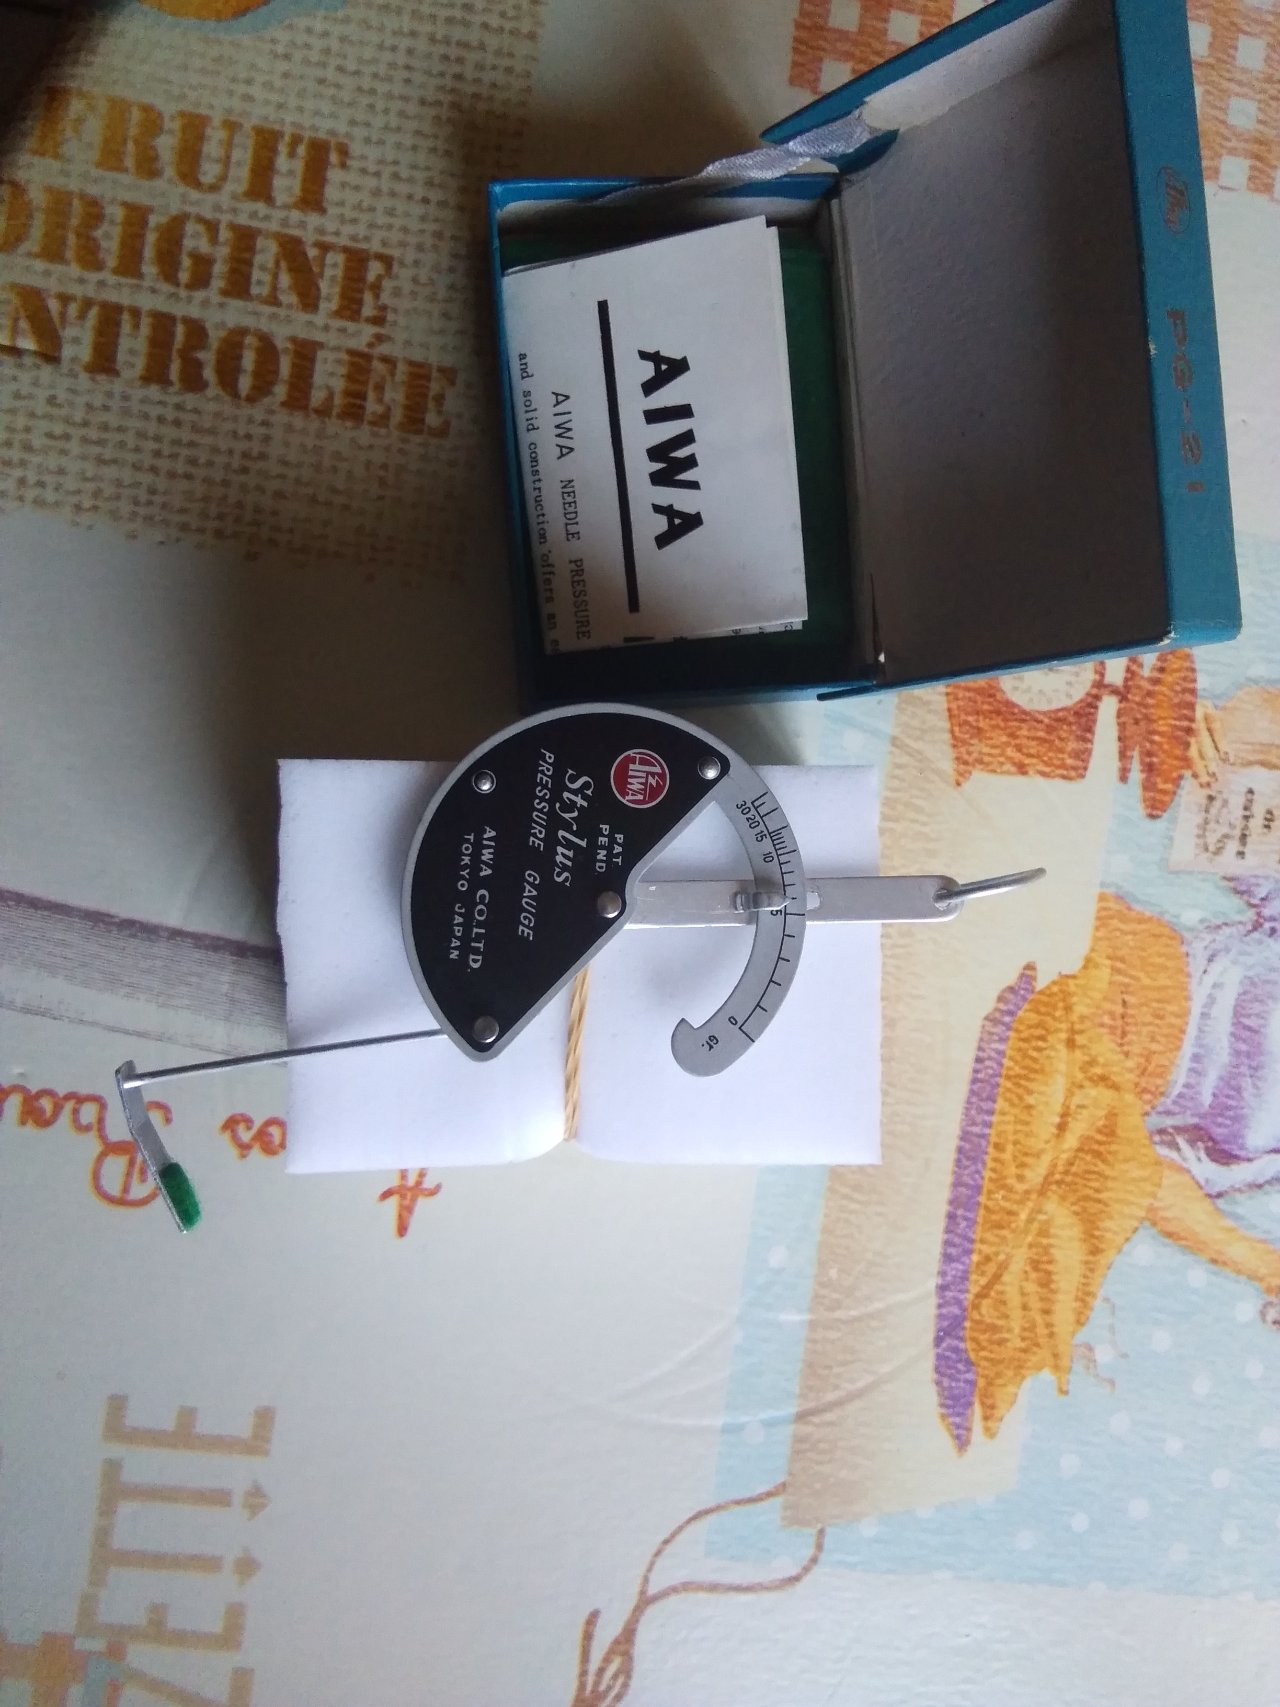 FRUIT
ORIGINE
NTROLÉE
AIWA
AIWA NEEDLE PRESSURE
and solid construction offers an
PG-21
AIWA
PAT.
PEND.
Stylus
PRESSURE GAUGE
AIWA CO.LTD.
TOKYO JAPAN
30 20 15 10 5 0
Gr.